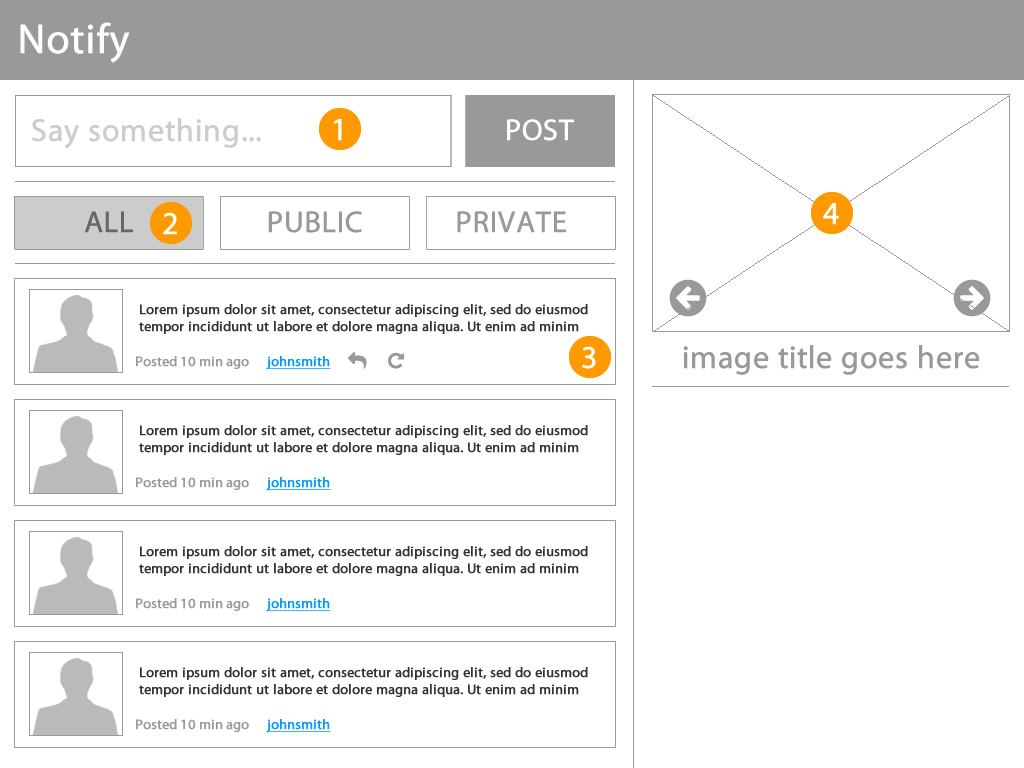 Notify
Say something...
1
POST
ALL
2
PUBLIC
PRIVATE
Lorem ipsum dolor sit amet, consectetur adipiscing elit, sed do eiusmod
tempor incididunt ut labore et dolore magna aliqua. Ut enim ad minim
Posted 10 min ago johnsmith
3
Lorem ipsum dolor sit amet, consectetur adipiscing elit, sed do eiusmod
tempor incididunt ut labore et dolore magna aliqua. Ut enim ad minim
Posted 10 min ago johnsmith
Lorem ipsum dolor sit amet, consectetur adipiscing elit, sed do eiusmod
tempor incididunt ut labore et dolore magna aliqua. Ut enim ad minim
Posted 10 min ago johnsmith
Lorem ipsum dolor sit amet, consectetur adipiscing elit, sed do eiusmod
tempor incididunt ut labore et dolore magna aliqua. Ut enim ad minim
Posted 10 min ago johnsmith
4
image title goes here